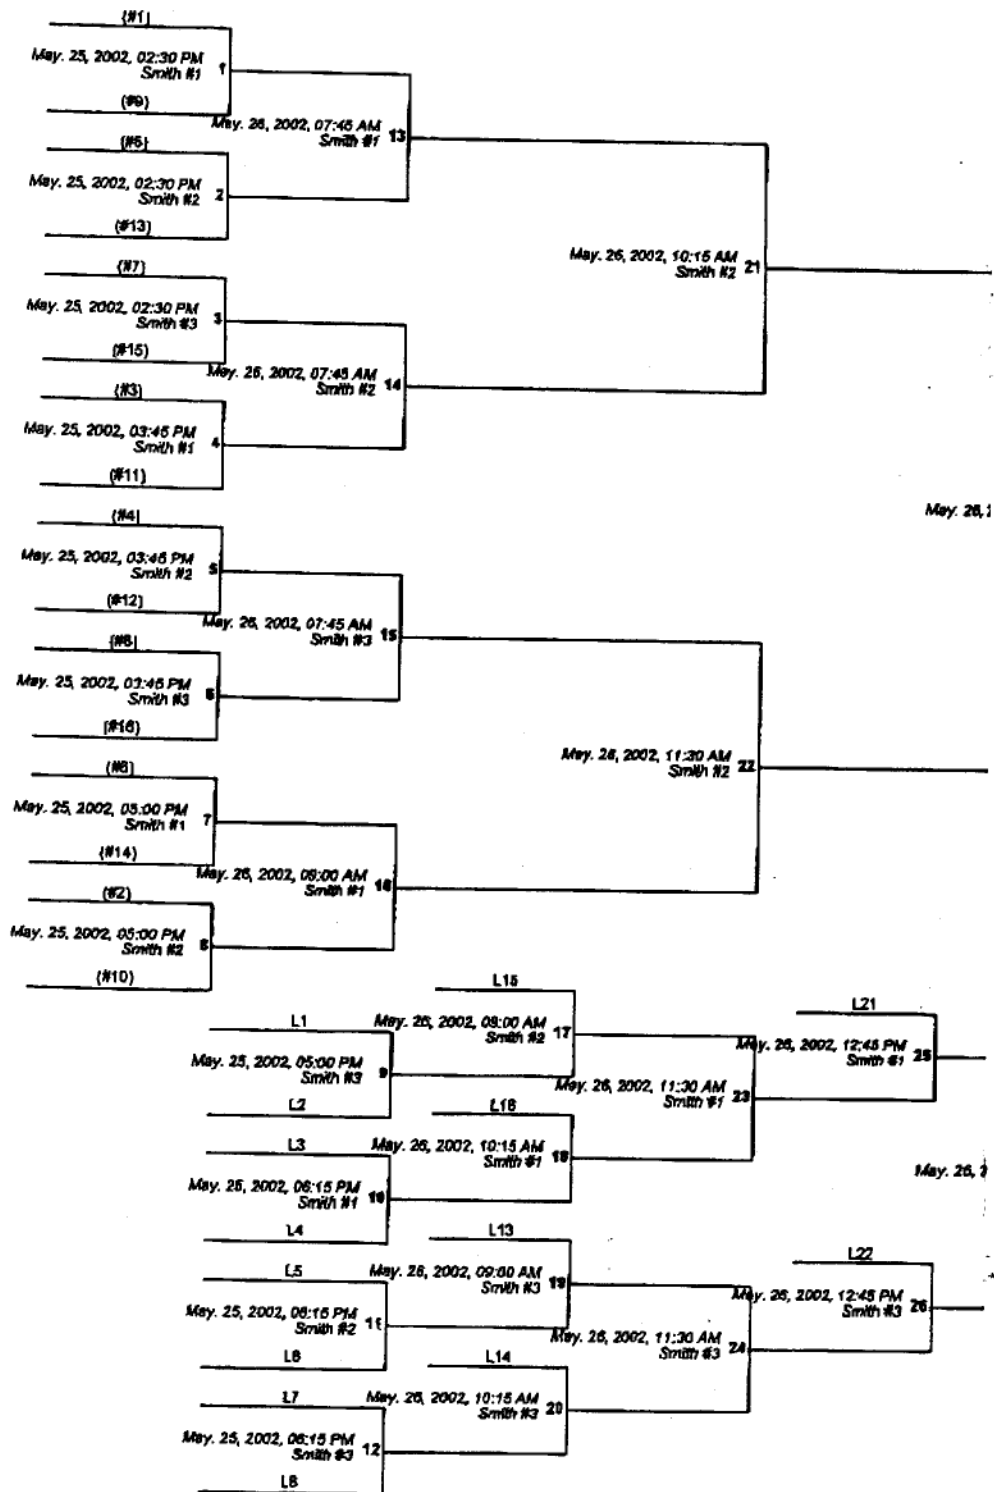 (#1)
May. 25, 2002, 02:30 PM
Smith #1
1
(#9)
May. 26, 2002, 07:45 AM
Smith #1
13
(#5)
May. 25, 2002, 02:30 PM
Smith #2
2
(#13)
May. 26, 2002, 10:15 AM
Smith #2
21
(#7)
May. 25, 2002, 02:30 PM
Smith #3
3
(#15)
May. 26, 2002, 07:45 AM
Smith #2
14
(#3)
May. 25, 2002, 03:45 PM
Smith #1
4
(#11)
May. 26,
(#4)
May. 25, 2002, 03:45 PM
Smith #2
5
(#12)
May. 26, 2002, 07:45 AM
Smith #3
15
May. 25, 2002, 03:45 PM
Smith #3
6
(#16)
May. 26, 2002, 11:30 AM
Smith #2
22
(#6)
May. 25, 2002, 05:00 PM
Smith #1
7
(#14)
May. 26, 2002, 09:00 AM
Smith #1
16
(#2)
May. 25, 2002, 05:00 PM
Smith #2
8
(#10)
L15
L1
May. 26, 2002, 09:00 AM
Smith #2
17
L21
May. 25, 2002, 05:00 PM
Smith #3
9
May. 26, 2002, 12:45 PM
Smith #1
25
L2
May. 26, 2002, 11:30 AM
Smith #1
23
L16
L3
May. 26, 2002, 10:15 AM
Smith #1
18
May. 25, 2002, 06:15 PM
Smith #1
10
May. 26,
L4
L13
L5
May. 26, 2002, 09:00 AM
Smith #3
19
L22
May. 25, 2002, 06:15 PM
Smith #2
11
May. 26, 2002, 12:45 PM
Smith #3
26
L6
May. 26, 2002, 11:30 AM
Smith #3
24
L14
L7
May. 26, 2002, 10:15 AM
Smith #3
20
May. 25, 2002, 06:15 PM
Smith #3
12
L8